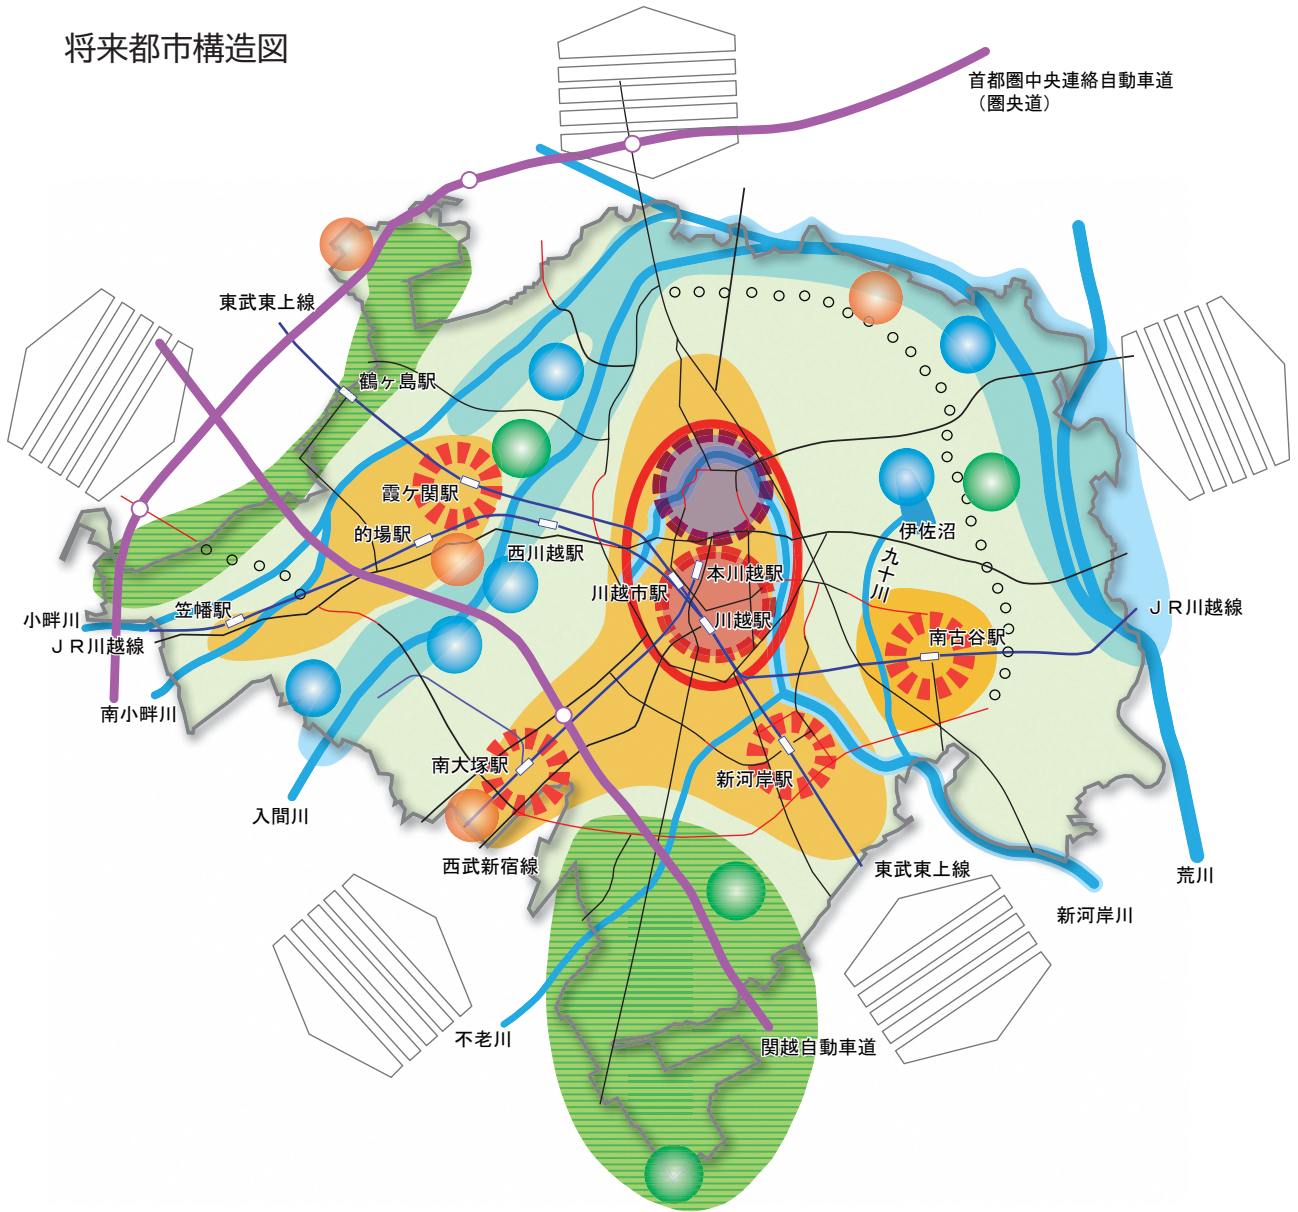 将来都市構造図
首都圏中央連絡自動車道
（圏央道）
東武東上線
鶴ヶ島駅
霞ケ関駅
的場駅
西川越駅
伊佐沼
本川越駅
川越市駅
九十川
川越駅
笠幡駅
小畔川
ＪＲ川越線
ＪＲ川越線
南古谷駅
南小畔川
南大塚駅
新河岸駅
入間川
西武新宿線
東武東上線
荒川
新河岸川
不老川
関越自動車道